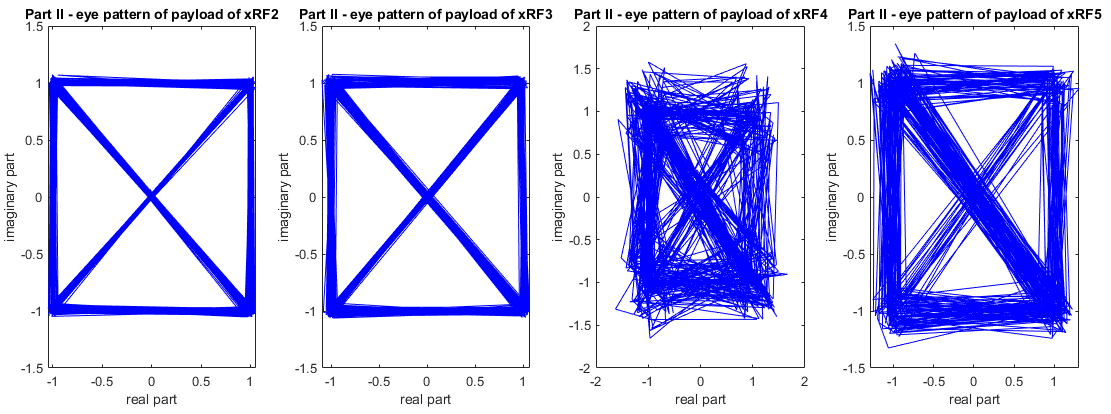 Part II - eye pattern of payload of xRF2
1.5
1
0.5
0
-0.5
-1
-1.5
imaginary part
-1 -0.5 0 0.5 1
real part
Part II - eye pattern of payload of xRF3
1.5
1
0.5
0
-0.5
-1
-1.5
imaginary part
-1 -0.5 0 0.5 1
real part
Part II - eye pattern of payload of xRF4
2
1.5
1
0.5
0
-0.5
-1
-1.5
-2
imaginary part
-2 -1 0 1 2
real part
Part II - eye pattern of payload of xRF5
1.5
1
0.5
0
-0.5
-1
-1.5
imaginary part
-1 -0.5 0 0.5 1
real part